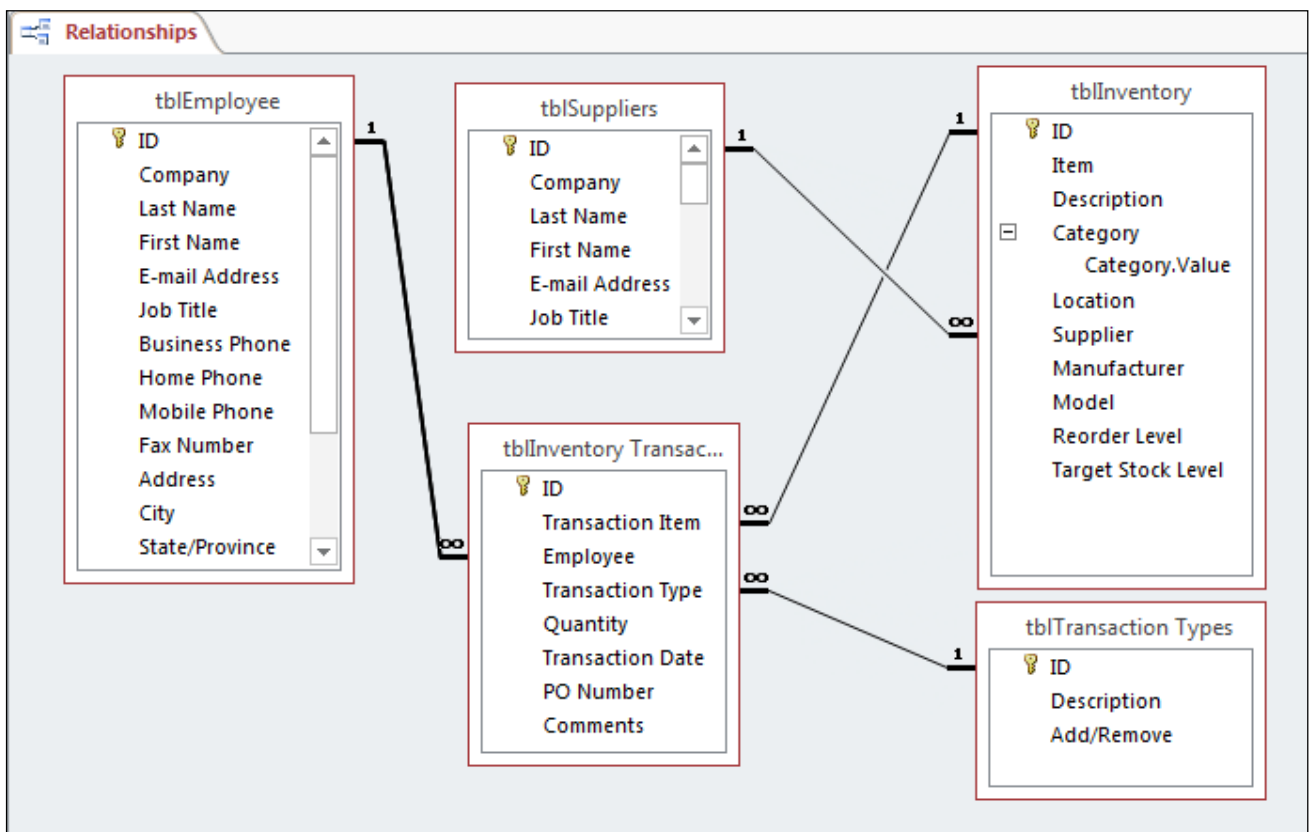 Relationships
tblEmployee
ID
Company
Last Name
First Name
E-mail Address
Job Title
Business Phone
Home Phone
Mobile Phone
Fax Number
Address
City
State/Province
1
∞
tblSuppliers
ID
Company
Last Name
First Name
E-mail Address
Job Title
1
∞
tblInventory Transac...
ID
Transaction Item
Employee
Transaction Type
Quantity
Transaction Date
PO Number
Comments
∞
∞
tblInventory
1
ID
Item
Description
Category
Category.Value
Location
Supplier
Manufacturer
Model
Reorder Level
Target Stock Level
tblTransaction Types
1
ID
Description
Add/Remove